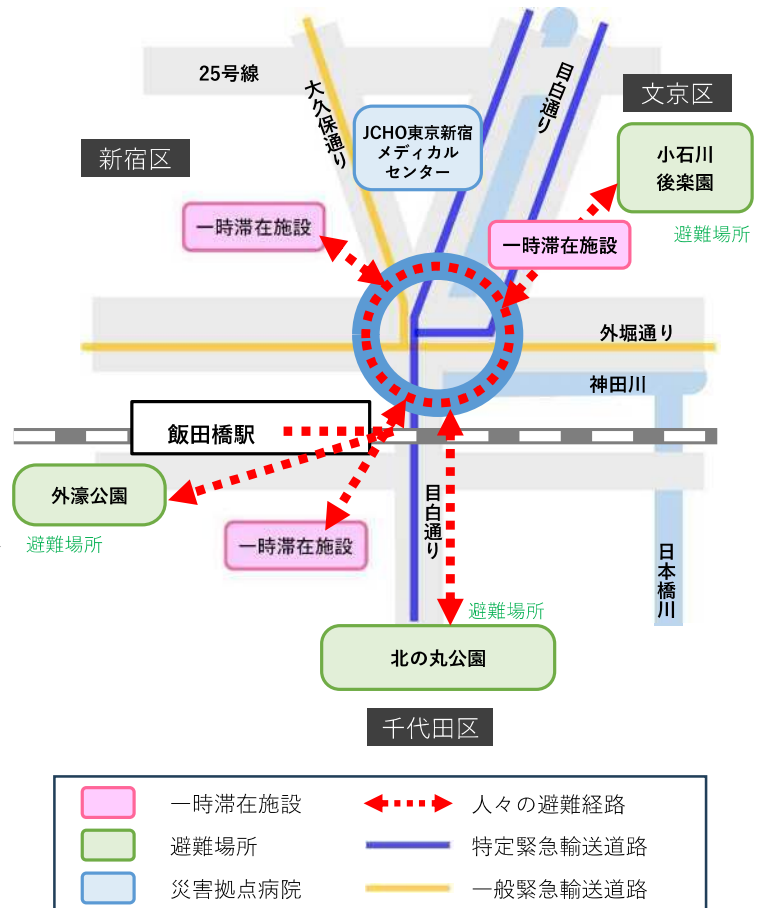 25号線
大久保通り
目白通り
文京区
JCHO東京新宿
メディカル
センター
新宿区
小石川
後楽園
避難場所
一時滞在施設
一時滞在施設
外堀通り
神田川
飯田橋駅
外濠公園
避難場所
目白通り
一時滞在施設
日本橋川
避難場所
北の丸公園
千代田区
一時滞在施設
人々の避難経路
避難場所
特定緊急輸送道路
災害拠点病院
一般緊急輸送道路